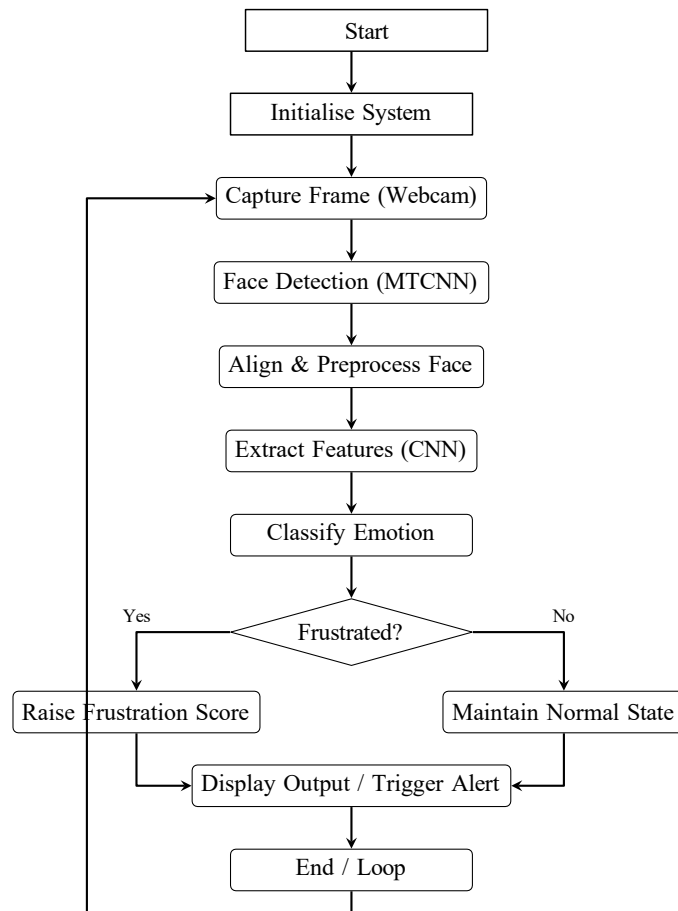 Start
Initialise System
Capture Frame (Webcam)
Face Detection (MTCNN)
Align & Preprocess Face
Extract Features (CNN)
Classify Emotion
Yes
Frustrated?
No
Raise Frustration Score
Maintain Normal State
Display Output / Trigger Alert
End / Loop